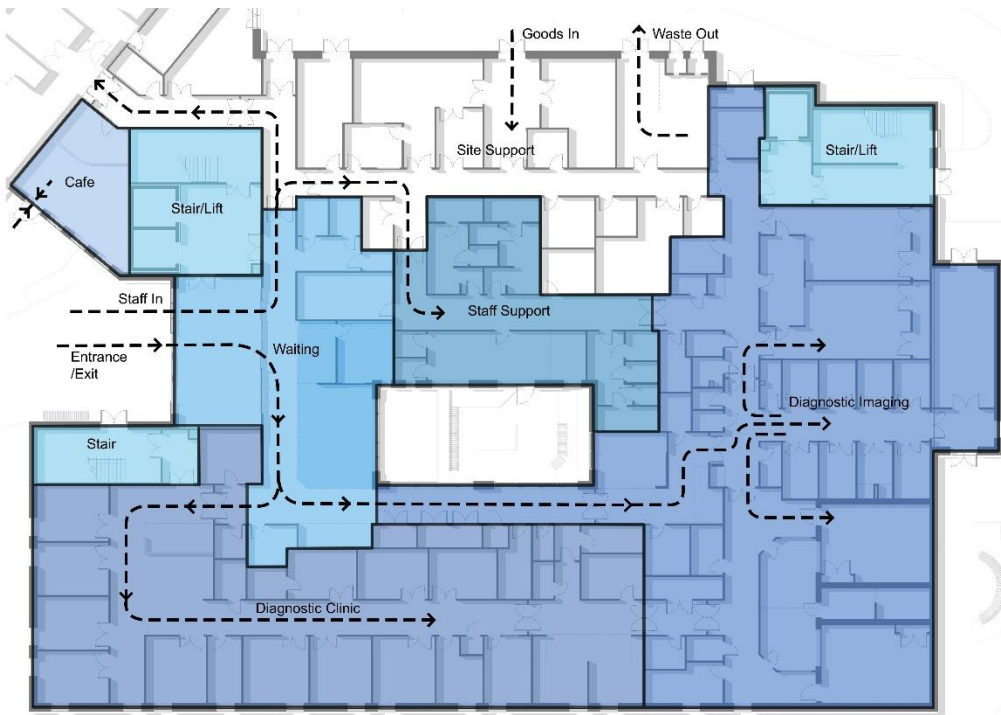 Goods In
Waste Out
Site Support
Stair/Lift
Cafe
Stair/Lift
Staff In
Staff Support
Entrance
/Exit
Waiting
Diagnostic Imaging
Stair
Diagnostic Clinic